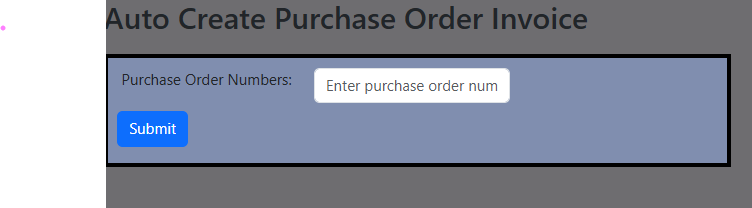 Auto Create Purchase Order Invoice
Purchase Order Numbers: Enter purchase order num
Submit